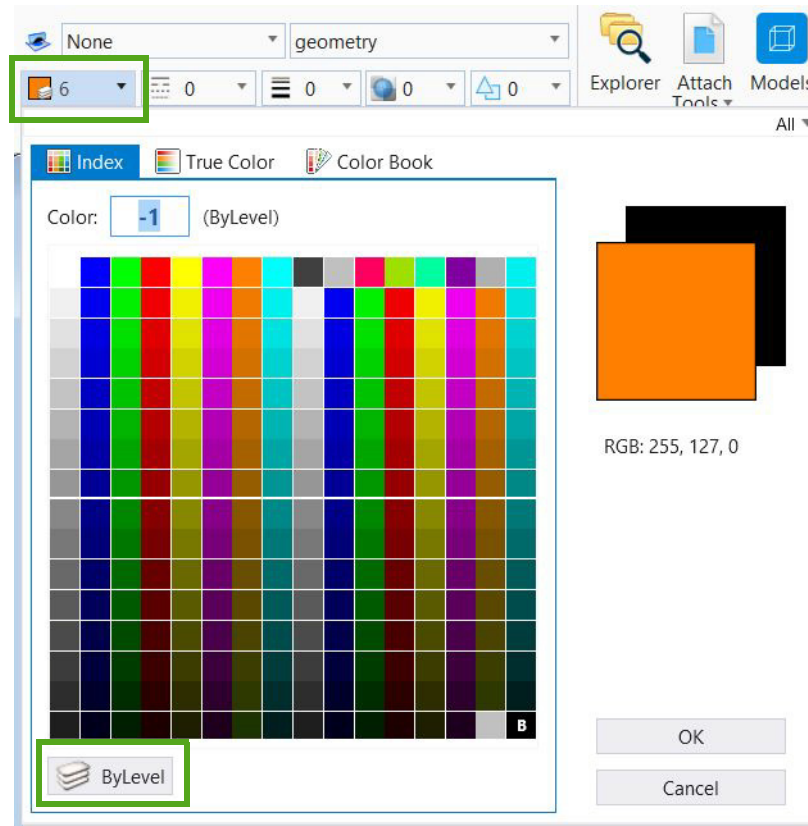 None geometry
6 0 0 0 0 Explorer Attach Tools Models
All
Index True Color Color Book
Color: -1 (ByLevel)
RGB: 255, 127, 0
B
OK
ByLevel
Cancel